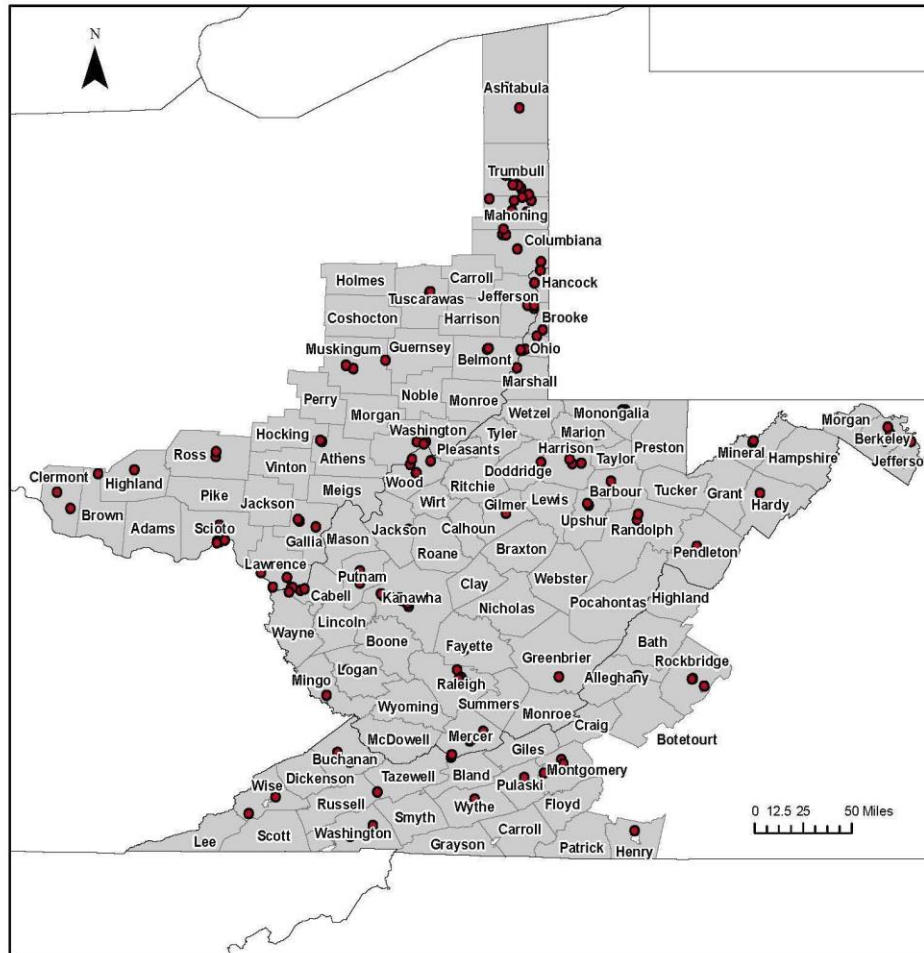 N
Ashtabula
Trumbull
Mahoning
Columbiana
Holmes
Carroll
Hancock
Tuscarawas
Jefferson
Coshocton
Harrison
Brooke
Muskingum
Guernsey
Belmont
Ohio
Marshall
Perry
Noble
Monroe
Morgan
Wetzel
Monongalia
Morgan
Hocking
Washington
Tyler
Marion
Berkeley
Ross
Athens
Pleasants
Harrison
Preston
Mineral
Hampshire
Jefferso
Clermont
Highland
Vinton
Doddridge
Taylor
Wood
Ritchie
Meigs
Wirt
Gilmer
Lewis
Barbour
Tucker
Grant
Hardy
Pike
Jackson
Brown
Adams
Scioto
Gallia
Mason
Jackson
Calhoun
Upshur
Randolph
Roane
Braxton
Pendleton
Lawrence
Putnam
Clay
Webster
Cabell
Kanawha
Nicholas
Pocahontas
Highland
Wayne
Lincoln
Boone
Fayette
Bath
Greenbrier
Rockbridge
Mingo
Logan
Raleigh
Alleghany
Wyoming
Summers
Monroe
Craig
McDowell
Mercer
Botetourt
Buchanan
Giles
Dickenson
Tazewell
Bland
Montgomery
Wise
Pulaski
Russell
Wythe
Floyd
Smyth
Lee
Scott
Washington
Carroll
Grayson
Patrick
Henry
0 12.5 25 50 Miles